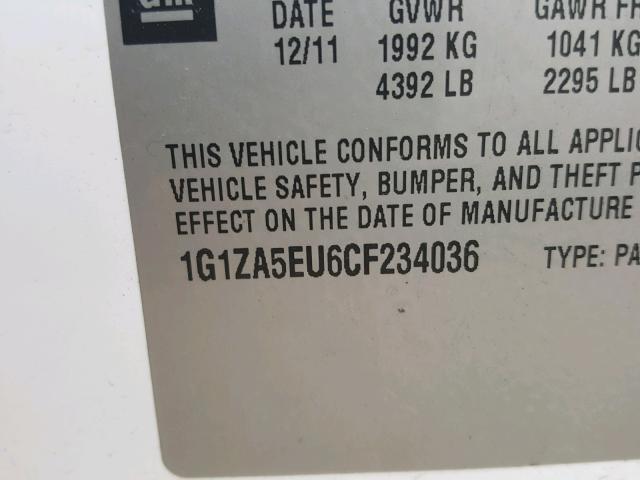 GM
DATE GVWR GAWR FR
12/11 1992 KG 1041 KG
4392 LB 2295 LB
THIS VEHICLE CONFORMS TO ALL APPLIC
VEHICLE SAFETY, BUMPER, AND THEFT P
EFFECT ON THE DATE OF MANUFACTURE
1G1ZA5EU6CF234036 TYPE: PA